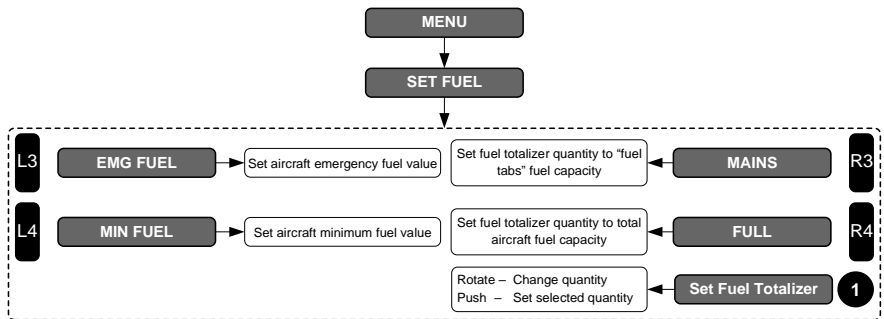 MENU
SET FUEL
L3
EMG FUEL
Set aircraft emergency fuel value
Set fuel totalizer quantity to “fuel
tabs” fuel capacity
MAINS
R3
L4
MIN FUEL
Set aircraft minimum fuel value
Set fuel totalizer quantity to total
aircraft fuel capacity
FULL
R4
Rotate – Change quantity
Push – Set selected quantity
Set Fuel Totalizer
1